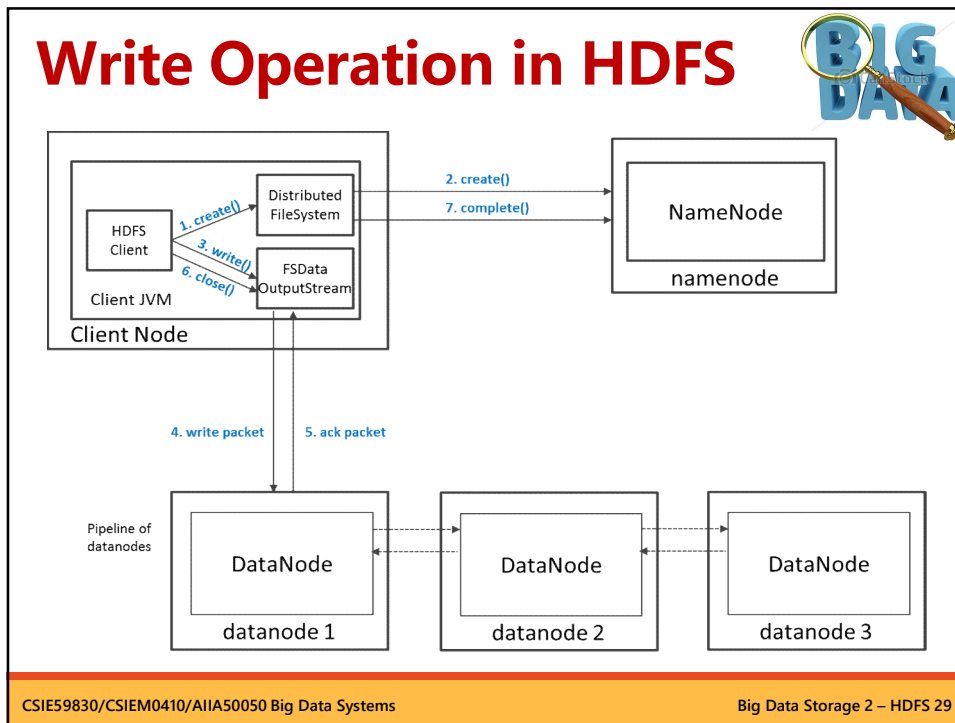 Write Operation in HDFS
BIG
DATA
1. create()
Distributed
FileSystem
2. create()
7. complete()
NameNode
namenode
HDFS
Client
3. write()
6. close()
FSData
OutputStream
Client JVM
Client Node
4. write packet
5. ack packet
Pipeline of
datanodes
DataNode
datanode 1
DataNode
datanode 2
DataNode
datanode 3
CSIE59830/CSIEM0410/AIIA50050 Big Data Systems
Big Data Storage 2 – HDFS 29